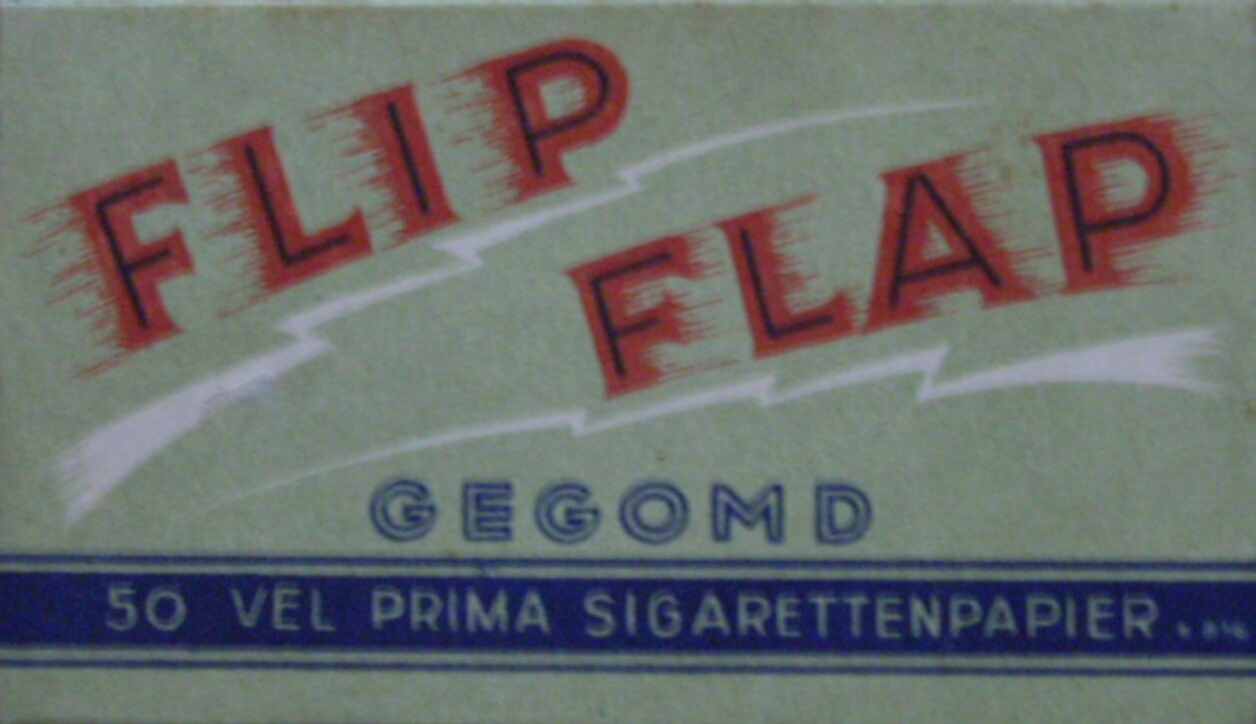 FLIP
FLAP
GEGOMD
50 VEL PRIMA SIGARETTENPAPIER